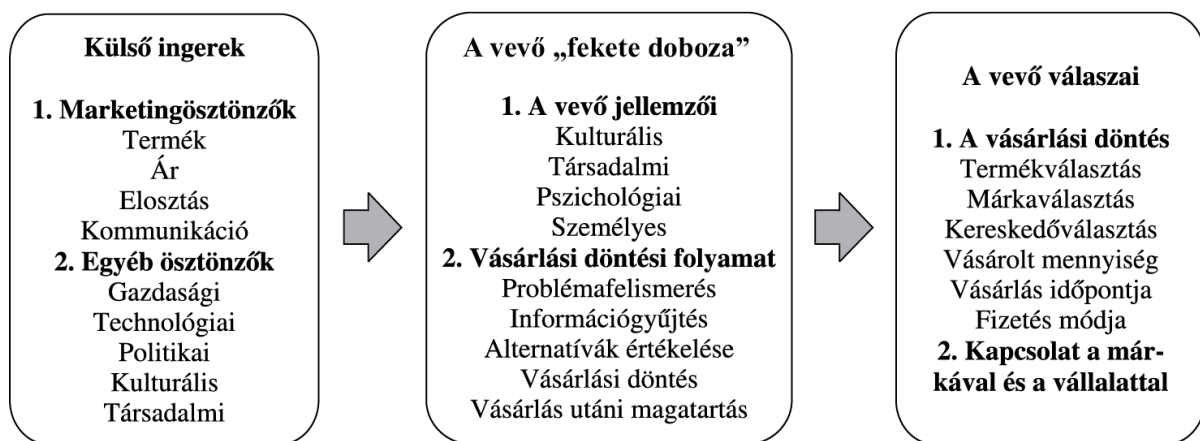 Külső ingerek
1. Marketingösztönzők
Termék
Ár
Elosztás
Kommunikáció
2. Egyéb ösztönzők
Gazdasági
Technológiai
Politikai
Kulturális
Társadalmi
A vevő „fekete doboza”
1. A vevő jellemzői
Kulturális
Társadalmi
Pszichológiai
Személyes
2. Vásárlási döntési folyamat
Problémafelismerés
Információgyűjtés
Alternatívák értékelése
Vásárlási döntés
Vásárlás utáni magatartás
A vevő válaszai
1. A vásárlási döntés
Termékválasztás
Márkaválasztás
Kereskedőválasztás
Vásárolt mennyiség
Vásárlás időpontja
Fizetés módja
2. Kapcsolat a már-
kával és a vállalattal